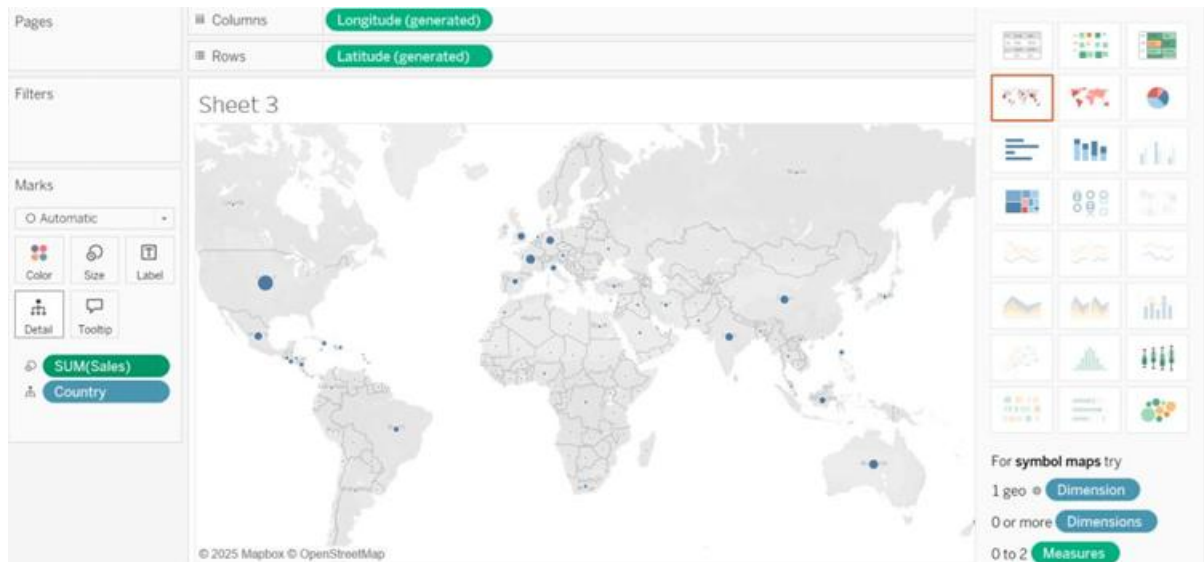 Pages
Columns
Longitude (generated)
Rows
Latitude (generated)
Filters
Sheet 3
Marks
Automatic
Color
Size
Label
Detail
Tooltip
SUM(Sales)
Country
© 2025 Mapbox © OpenStreetMap
For symbol maps try
1 geo Dimension
0 or more Dimensions
0 to 2 Measures